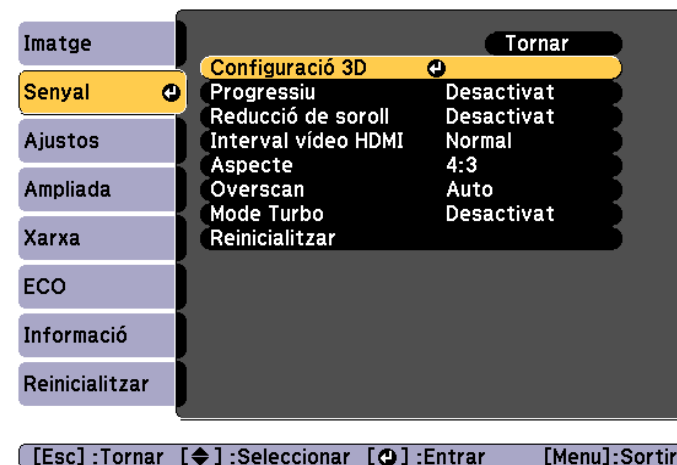 Imatge
Senyal
Ajustos
Ampliada
Xarxa
ECO
Informació
Reinicialitzar
Tornar
Configuració 3D
Progressiu Desactivat
Reducció de soroll Desactivat
Interval vídeo HDMI Normal
Aspecte 4:3
Overscan Auto
Mode Turbo Desactivat
Reinicialitzar
[Esc] :Tornar [ ] :Seleccionar [ ] :Entrar [Menu]:Sortir